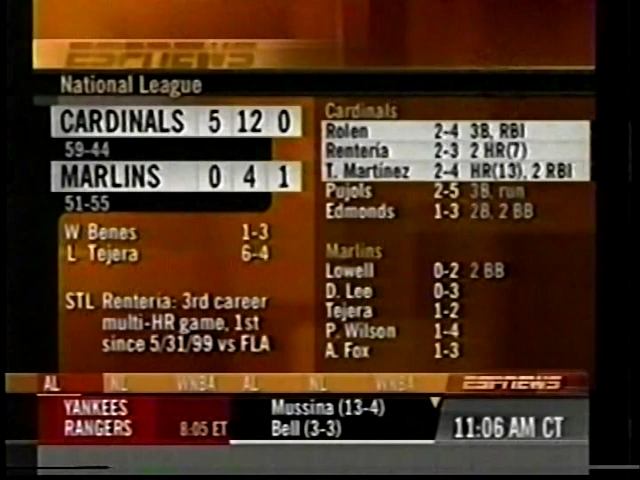 ESPNEWS
National League
CARDINALS 5 12 0
59-44
MARLINS 0 4 1
51-55
W Benes 1-3
L Tejera 6-4
STL Renteria: 3rd career
multi-HR game, 1st
since 5/31/99 vs FLA
Cardinals
Rolen 2-4 3B, RBI
Renteria 2-3 2 HR(7)
T. Martinez 2-4 HR(13), 2 RBI
Pujols 2-5 3B, run
Edmonds 1-3 2B, 2 BB
Marlins
Lowell 0-2 2 BB
D. Lee 0-3
Tejera 1-2
P. Wilson 1-4
A. Fox 1-3
AL NL WNBA AL NL WNBA ESPNEWS
YANKEES Mussina (13-4)
RANGERS 8:05 ET Bell (3-3)
11:06 AM CT